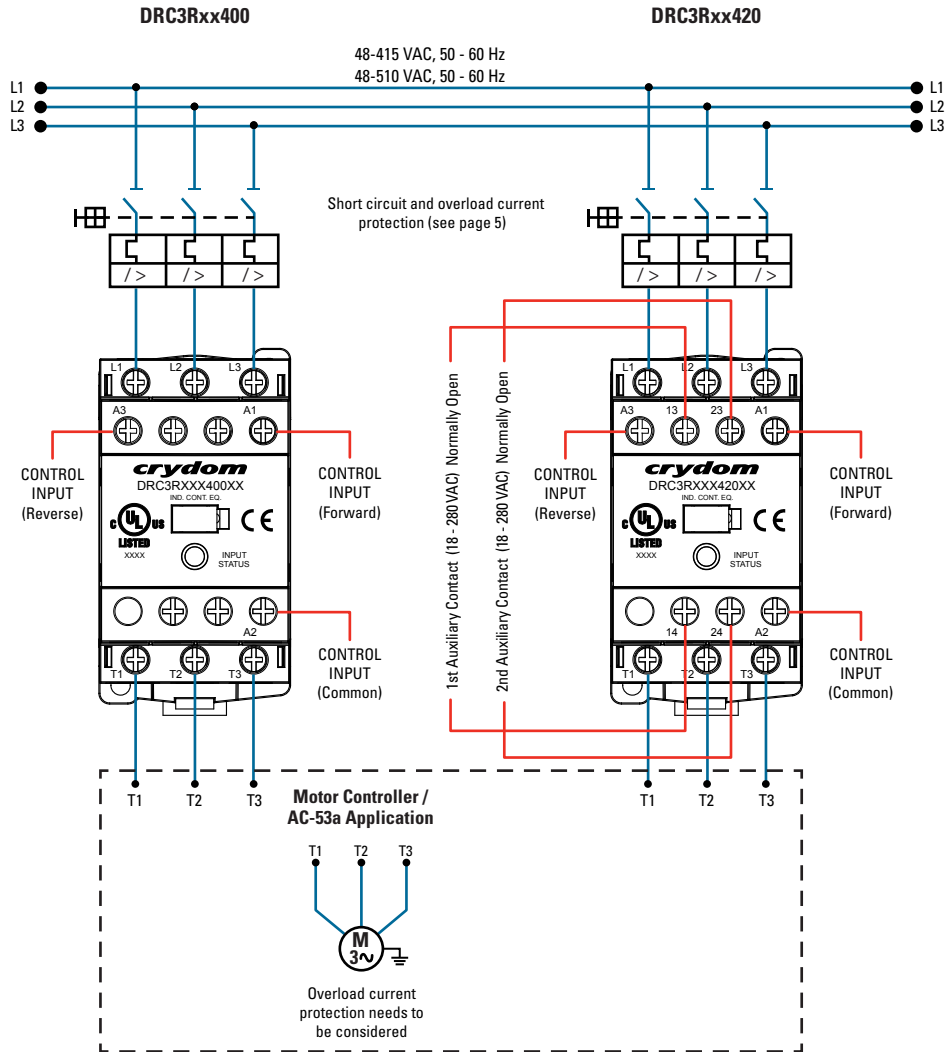 DRC3Rxx400
DRC3Rxx420
48-415 VAC, 50 - 60 Hz
48-510 VAC, 50 - 60 Hz
L1
L1
L2
L2
L3
L3
Short circuit and overload current
protection (see page 5)
/ >
/ >
/ >
/ >
/ >
/ >
L1
L2
L3
A3
A1
CONTROL
INPUT
(Reverse)
crydom
DRC3RXXX400XX
IND. CONT. EQ.
C
UL
US
LISTED
XXXX
CE
INPUT
STATUS
CONTROL
INPUT
(Forward)
A2
T1
T2
T3
CONTROL
INPUT
(Common)
1st Auxiliary Contact (18 - 280 VAC) Normally Open
2nd Auxiliary Contact (18 - 280 VAC) Normally Open
L1
L2
L3
A3
13
23
A1
CONTROL
INPUT
(Reverse)
crydom
DRC3RXXX420XX
IND. CONT. EQ.
C
UL
US
LISTED
XXXX
CE
INPUT
STATUS
CONTROL
INPUT
(Forward)
14
24
A2
T1
T2
T3
CONTROL
INPUT
(Common)
T1
T2
T3
T1
T2
T3
Motor Controller /
AC-53a Application
T1
T2
T3
M
3~
Overload current
protection needs to
be considered